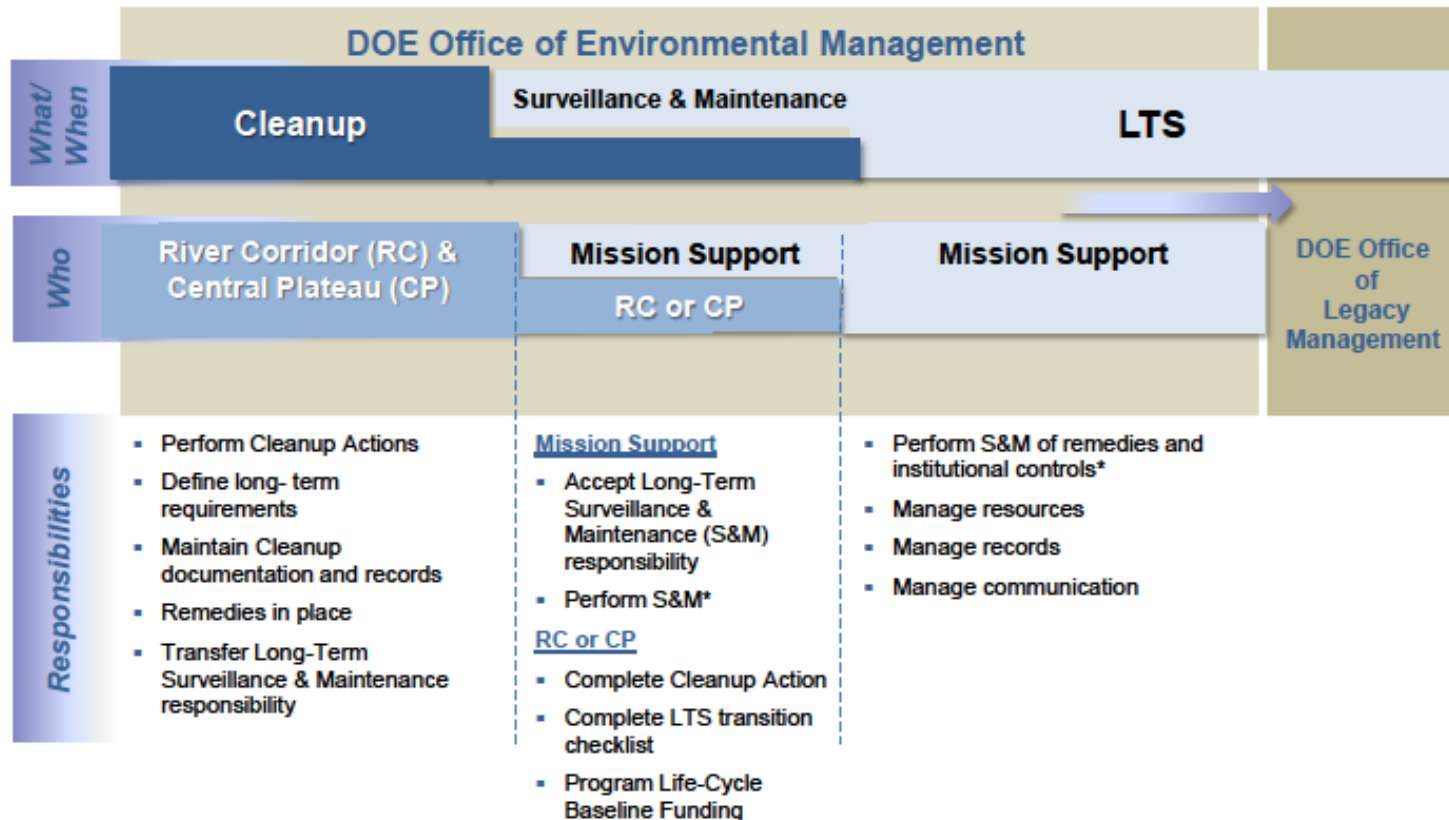 DOE Office of Environmental Management
What/
When
Cleanup
Surveillance & Maintenance
LTS
Who
River Corridor (RC) &
Central Plateau (CP)
Mission Support
RC or CP
Mission Support
DOE Office
of
Legacy
Management
Responsibilities
▪ Perform Cleanup Actions
▪ Define long- term
requirements
▪ Maintain Cleanup
documentation and records
▪ Remedies in place
▪ Transfer Long-Term
Surveillance & Maintenance
responsibility
Mission Support
▪ Accept Long-Term
Surveillance &
Maintenance (S&M)
responsibility
▪ Perform S&M*
RC or CP
▪ Complete Cleanup Action
▪ Complete LTS transition
checklist
▪ Program Life-Cycle
Baseline Funding
▪ Perform S&M of remedies and
institutional controls*
▪ Manage resources
▪ Manage records
▪ Manage communication